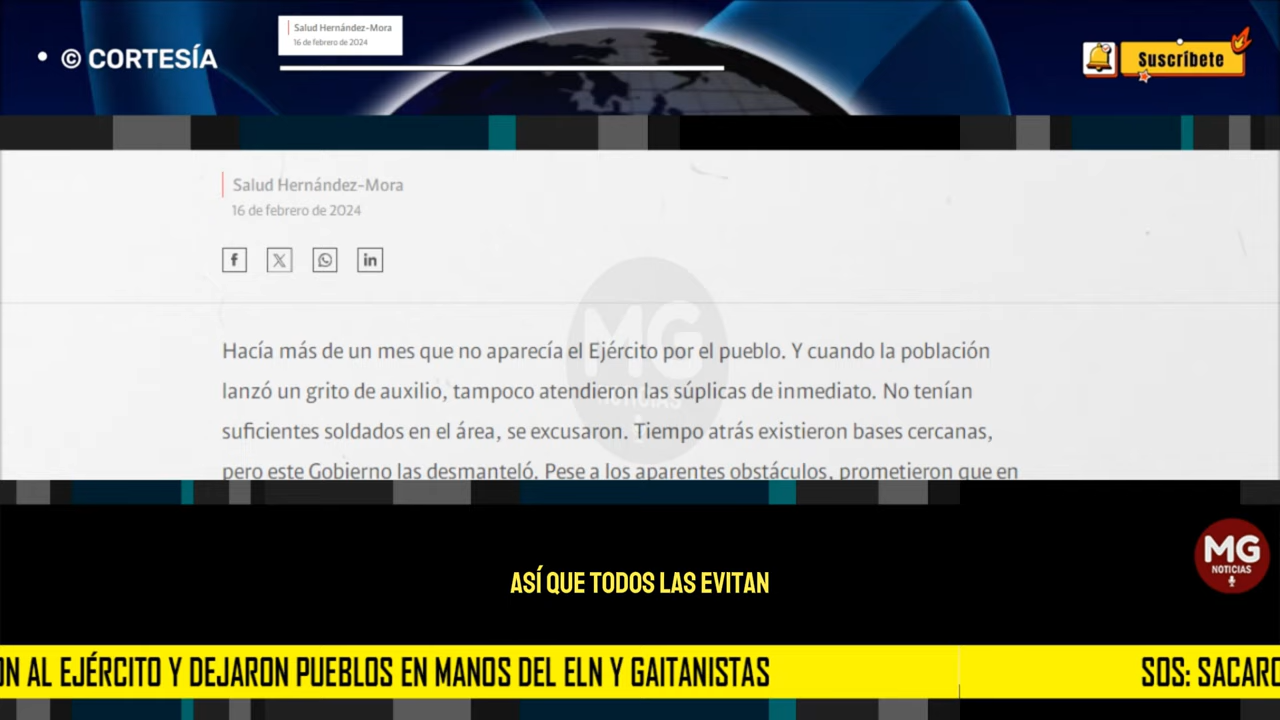 Salud Hernández-Mora
16 de febrero de 2024
• © CORTESÍA
Suscríbete
Salud Hernández-Mora
16 de febrero de 2024
Hacía más de un mes que no aparecía el Ejército por el pueblo. Y cuando la población
lanzó un grito de auxilio, tampoco atendieron las súplicas de inmediato. No tenían
suficientes soldados en el área, se excusaron. Tiempo atrás existieron bases cercanas,
pero este Gobierno las desmanteló. Pese a los aparentes obstáculos, prometieron que en
MG
NOTICIAS
ASÍ QUE TODOS LAS EVITAN
MG
NOTICIAS
ON AL EJÉRCITO Y DEJARON PUEBLOS EN MANOS DEL ELN Y GAITANISTAS
SOS: SACARO